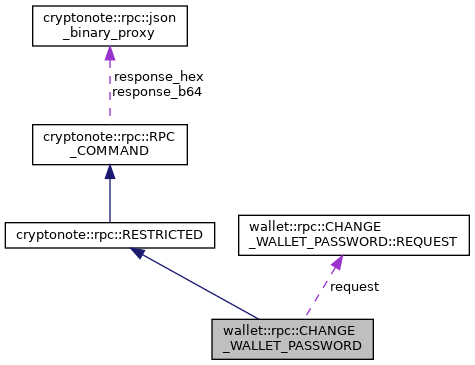 cryptonote::rpc::json
_binary_proxy
response_hex
response_b64
cryptonote::rpc::RPC
_COMMAND
cryptonote::rpc::RESTRICTED
wallet::rpc::CHANGE
_WALLET_PASSWORD::REQUEST
request
wallet::rpc::CHANGE
_WALLET_PASSWORD